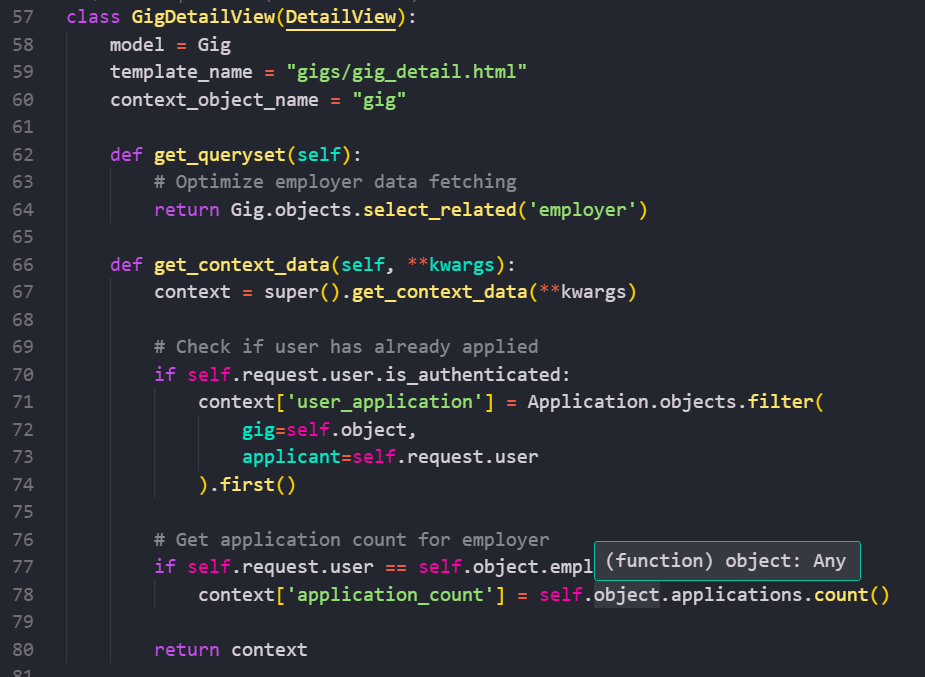 57 class GigDetailView(DetailView):
58     model = Gig
59     template_name = "gigs/gig_detail.html"
60     context_object_name = "gig"
61
62     def get_queryset(self):
63         # Optimize employer data fetching
64         return Gig.objects.select_related('employer')
65
66     def get_context_data(self, **kwargs):
67         context = super().get_context_data(**kwargs)
68
69         # Check if user has already applied
70         if self.request.user.is_authenticated:
71             context['user_application'] = Application.objects.filter(
72                 gig=self.object,
73                 applicant=self.request.user
74             ).first()
75
76         # Get application count for employer
77         if self.request.user == self.object.empl
(function) object: Any
78             context['application_count'] = self.object.applications.count()
79
80         return context
81